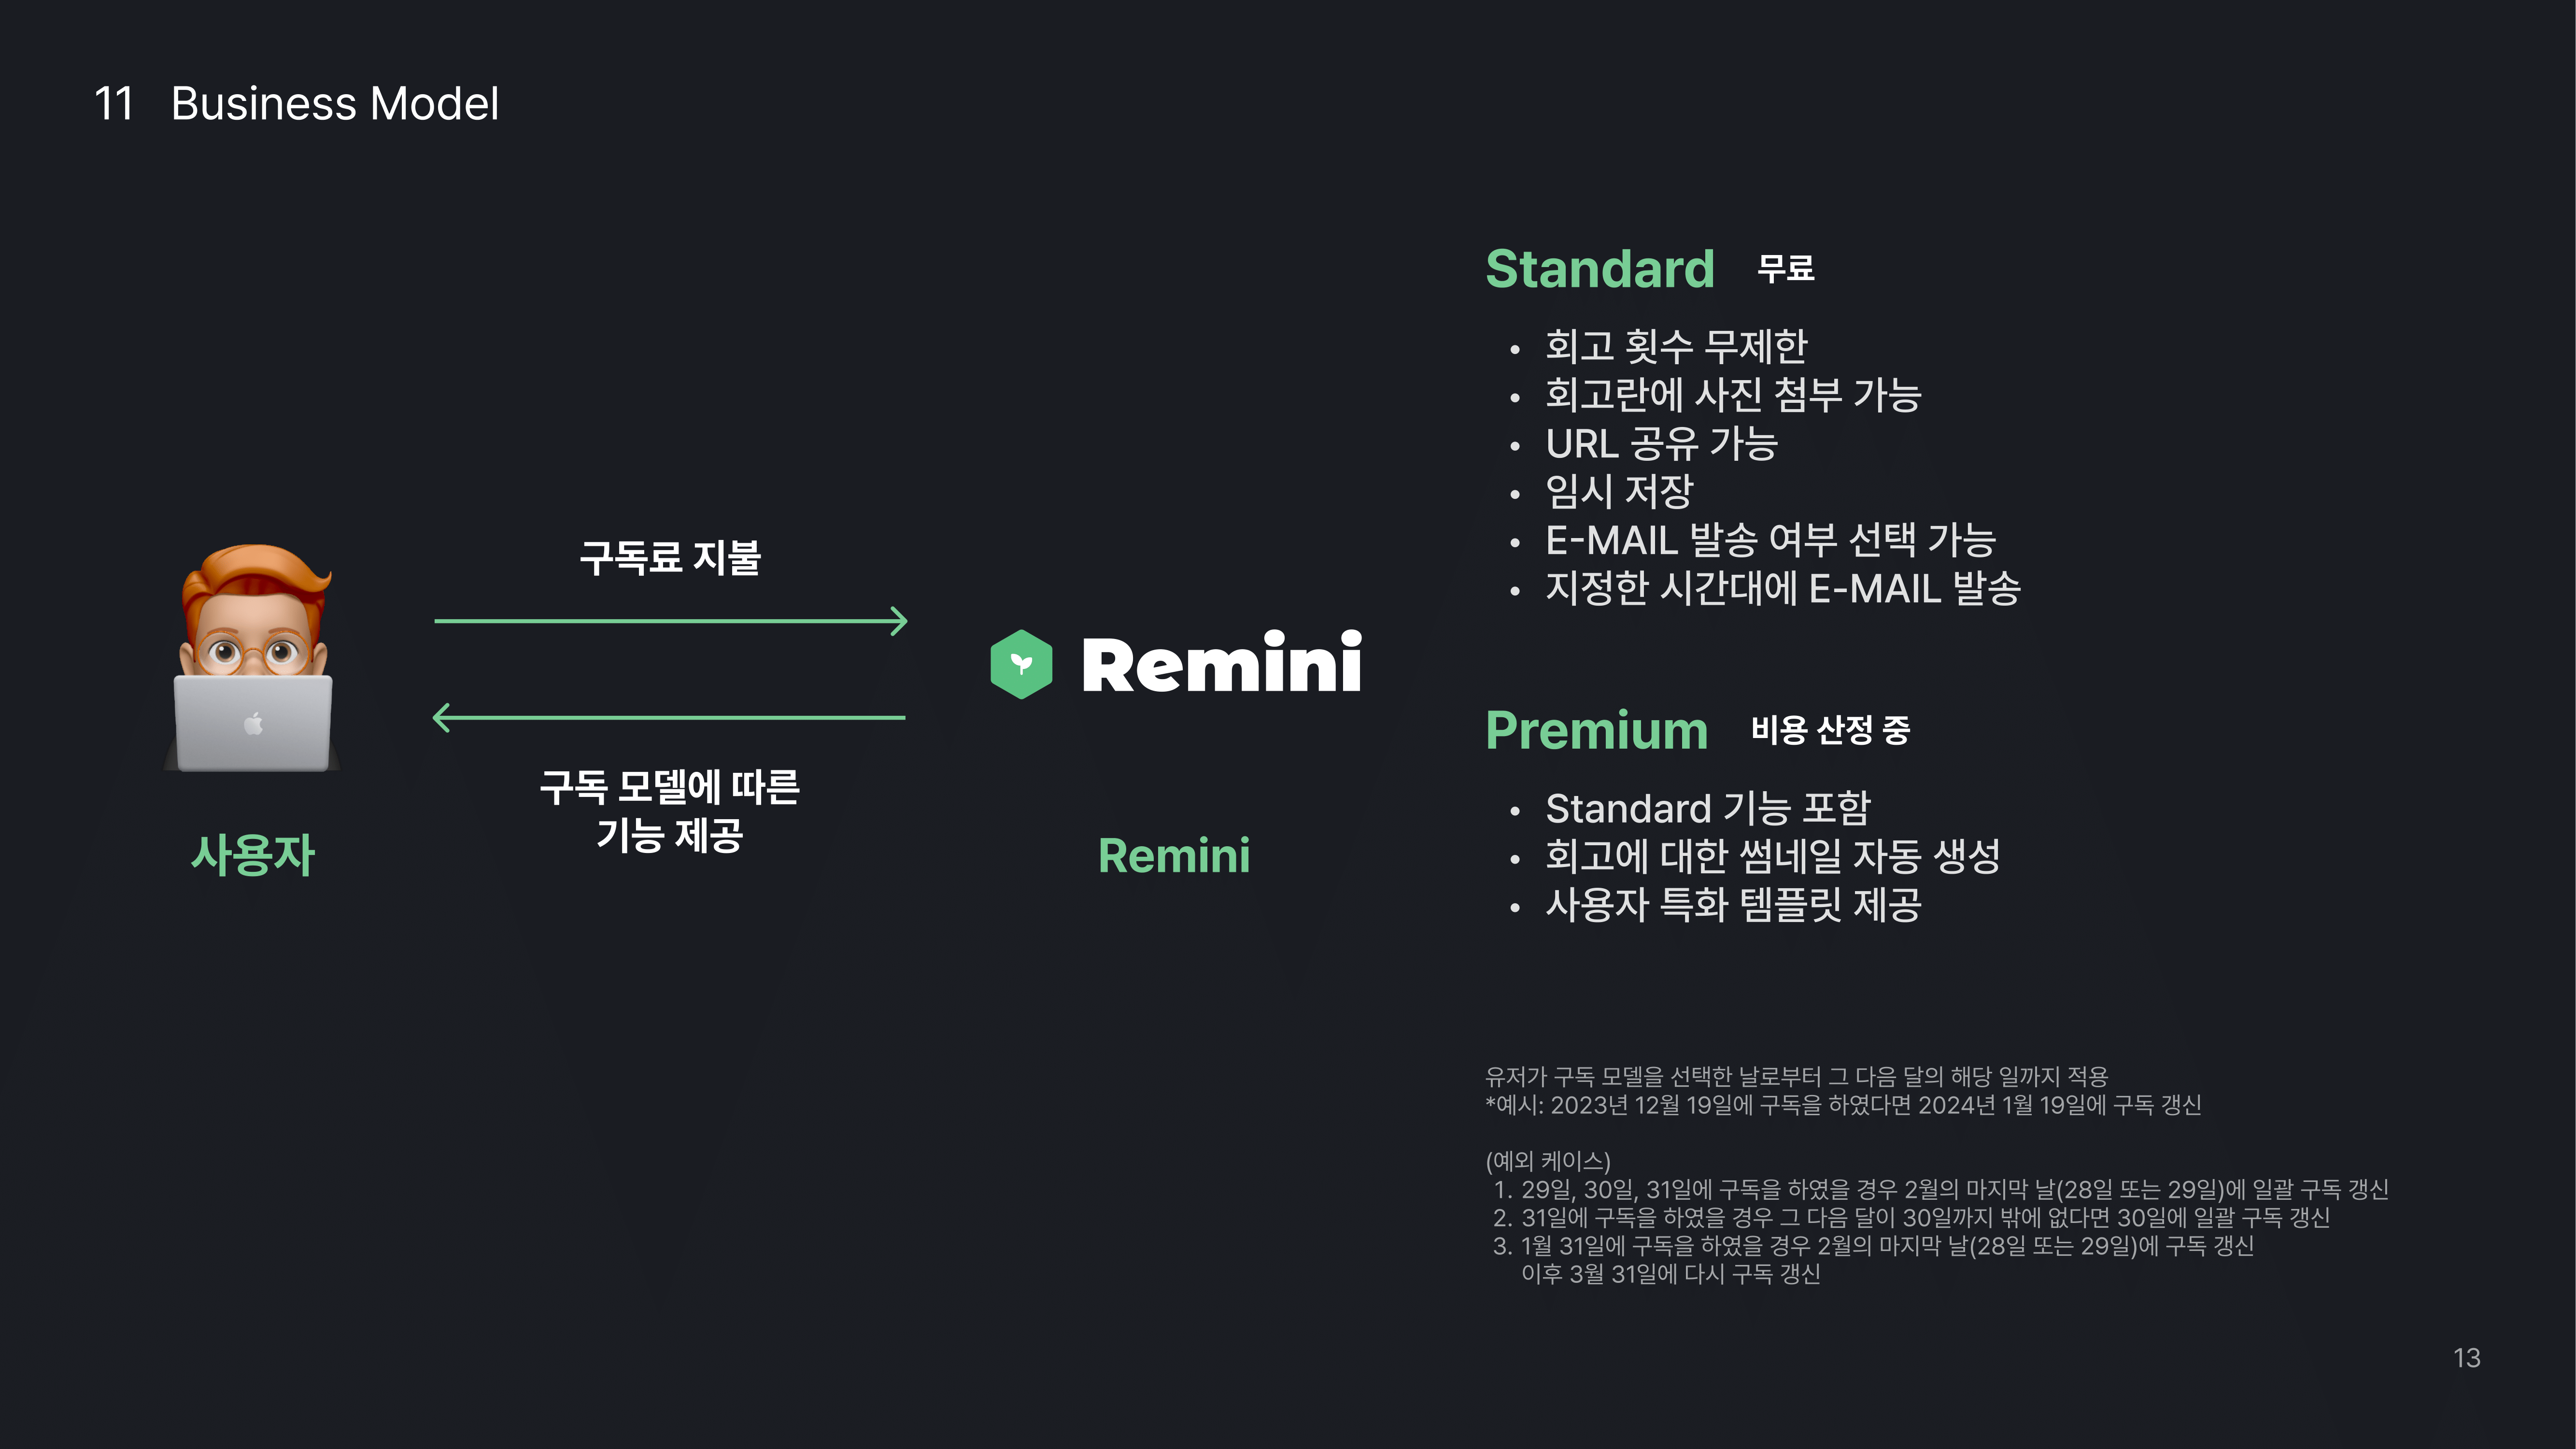 11 Business Model
구독료 지불
구독 모델에 따른
기능 제공
사용자
Remini
Remini
Standard 무료
• 회고 횟수 무제한
• 회고란에 사진 첨부 가능
• URL 공유 가능
• 임시 저장
• E-MAIL 발송 여부 선택 가능
• 지정한 시간대에 E-MAIL 발송
Premium 비용 산정 중
• Standard 기능 포함
• 회고에 대한 썸네일 자동 생성
• 사용자 특화 템플릿 제공
유저가 구독 모델을 선택한 날로부터 그 다음 달의 해당 일까지 적용
*예시: 2023년 12월 19일에 구독을 하였다면 2024년 1월 19일에 구독 갱신
(예외 케이스)
1. 29일, 30일, 31일에 구독을 하였을 경우 2월의 마지막 날(28일 또는 29일)에 일괄 구독 갱신
2. 31일에 구독을 하였을 경우 그 다음 달이 30일까지 밖에 없다면 30일에 일괄 구독 갱신
3. 1월 31일에 구독을 하였을 경우 2월의 마지막 날(28일 또는 29일)에 구독 갱신
이후 3월 31일에 다시 구독 갱신
13